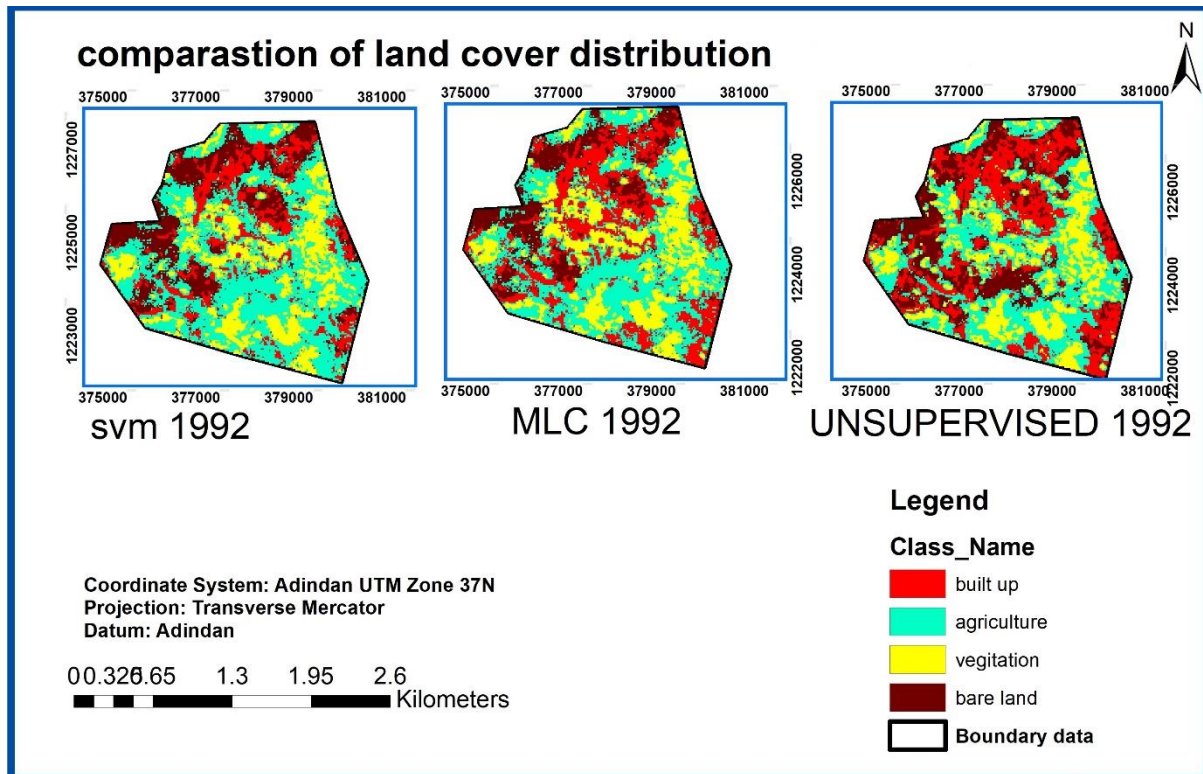 comparastion of land cover distribution
N
375000 377000 379000 381000
375000 377000 379000 381000
375000 377000 379000 381000
1227000
1225000
1223000
1226000
1224000
1222000
1226000
1224000
1222000
375000 377000 379000 381000
375000 377000 379000 381000
375000 377000 379000 381000
svm 1992
MLC 1992
UNSUPERVISED 1992
Legend
Class_Name
built up
agriculture
vegitation
bare land
Boundary data
Coordinate System: Adindan UTM Zone 37N
Projection: Transverse Mercator
Datum: Adindan
0 0.325 0.65 1.3 1.95 2.6
Kilometers